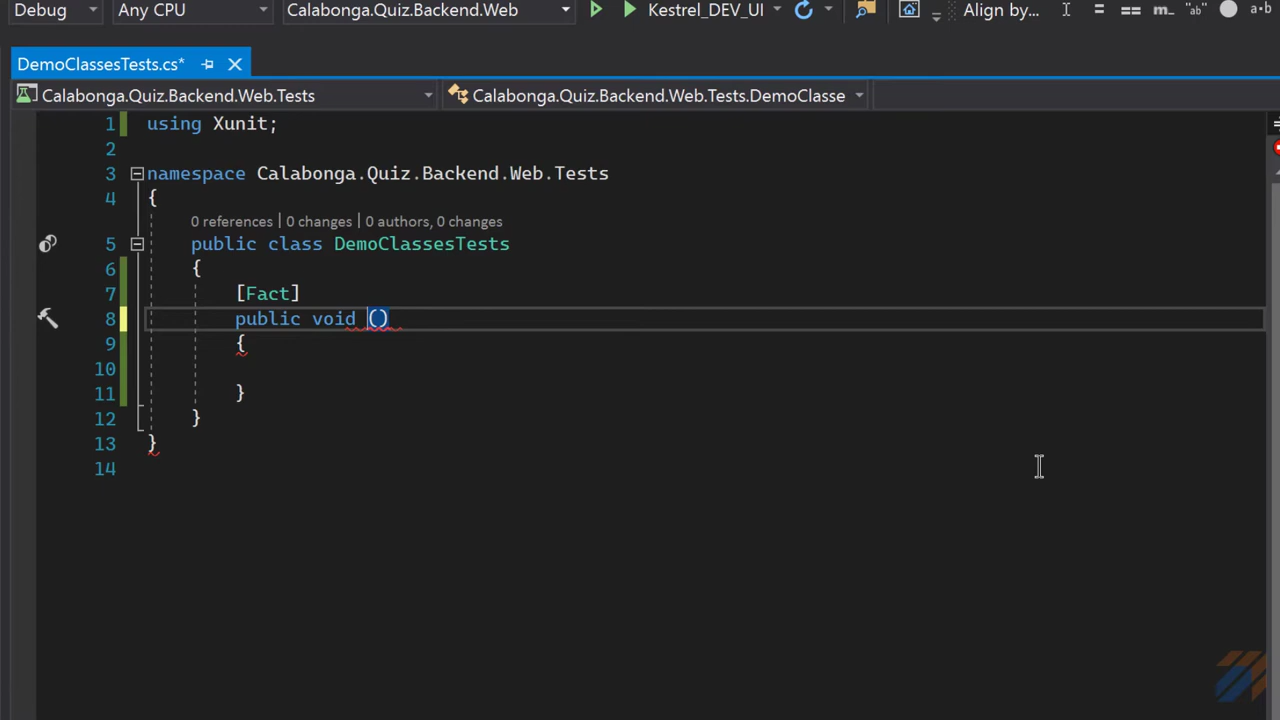 Debug Any CPU Calabonga.Quiz.Backend.Web Kestrel_DEV_UI Align by... = == m_ "ab" a·b
DemoClassesTests.cs*
Calabonga.Quiz.Backend.Web.Tests Calabonga.Quiz.Backend.Web.Tests.DemoClasse
1 using Xunit;
2
3 namespace Calabonga.Quiz.Backend.Web.Tests
4 {
0 references | 0 changes | 0 authors, 0 changes
5 public class DemoClassesTests
6 {
7 [Fact]
8 public void ()
9 {
10
11 }
12 }
13 }
14